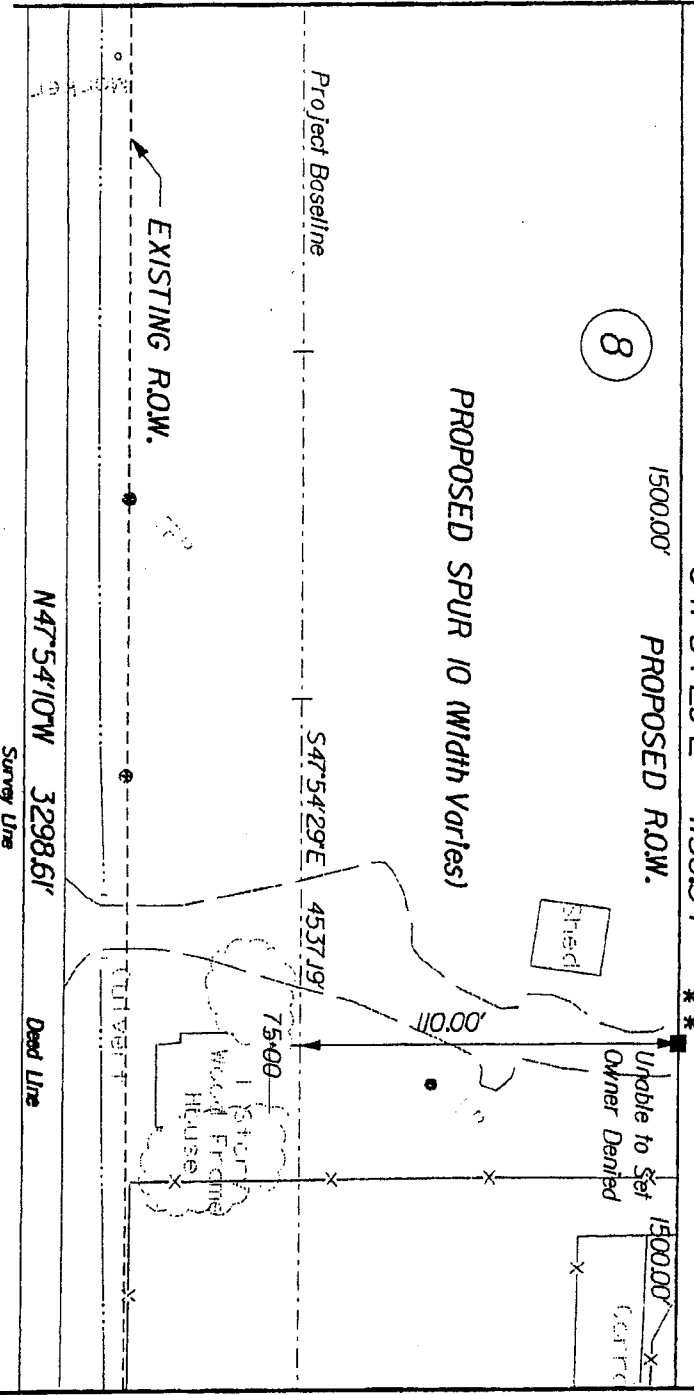 1500.00'
PROPOSED R.O.W.
8
Shed
Unable to Set
Owner Denied
1500.00'
PROPOSED SPUR 10 (Width Varies)
110.00'
Project Baseline
S47°54'29"E 4537.19'
75+00
1 Story
Wood Frame
House
EXISTING R.O.W.
Culvert
Marker
N47°54'10"W 3298.61'
Deed Line
Survey Line